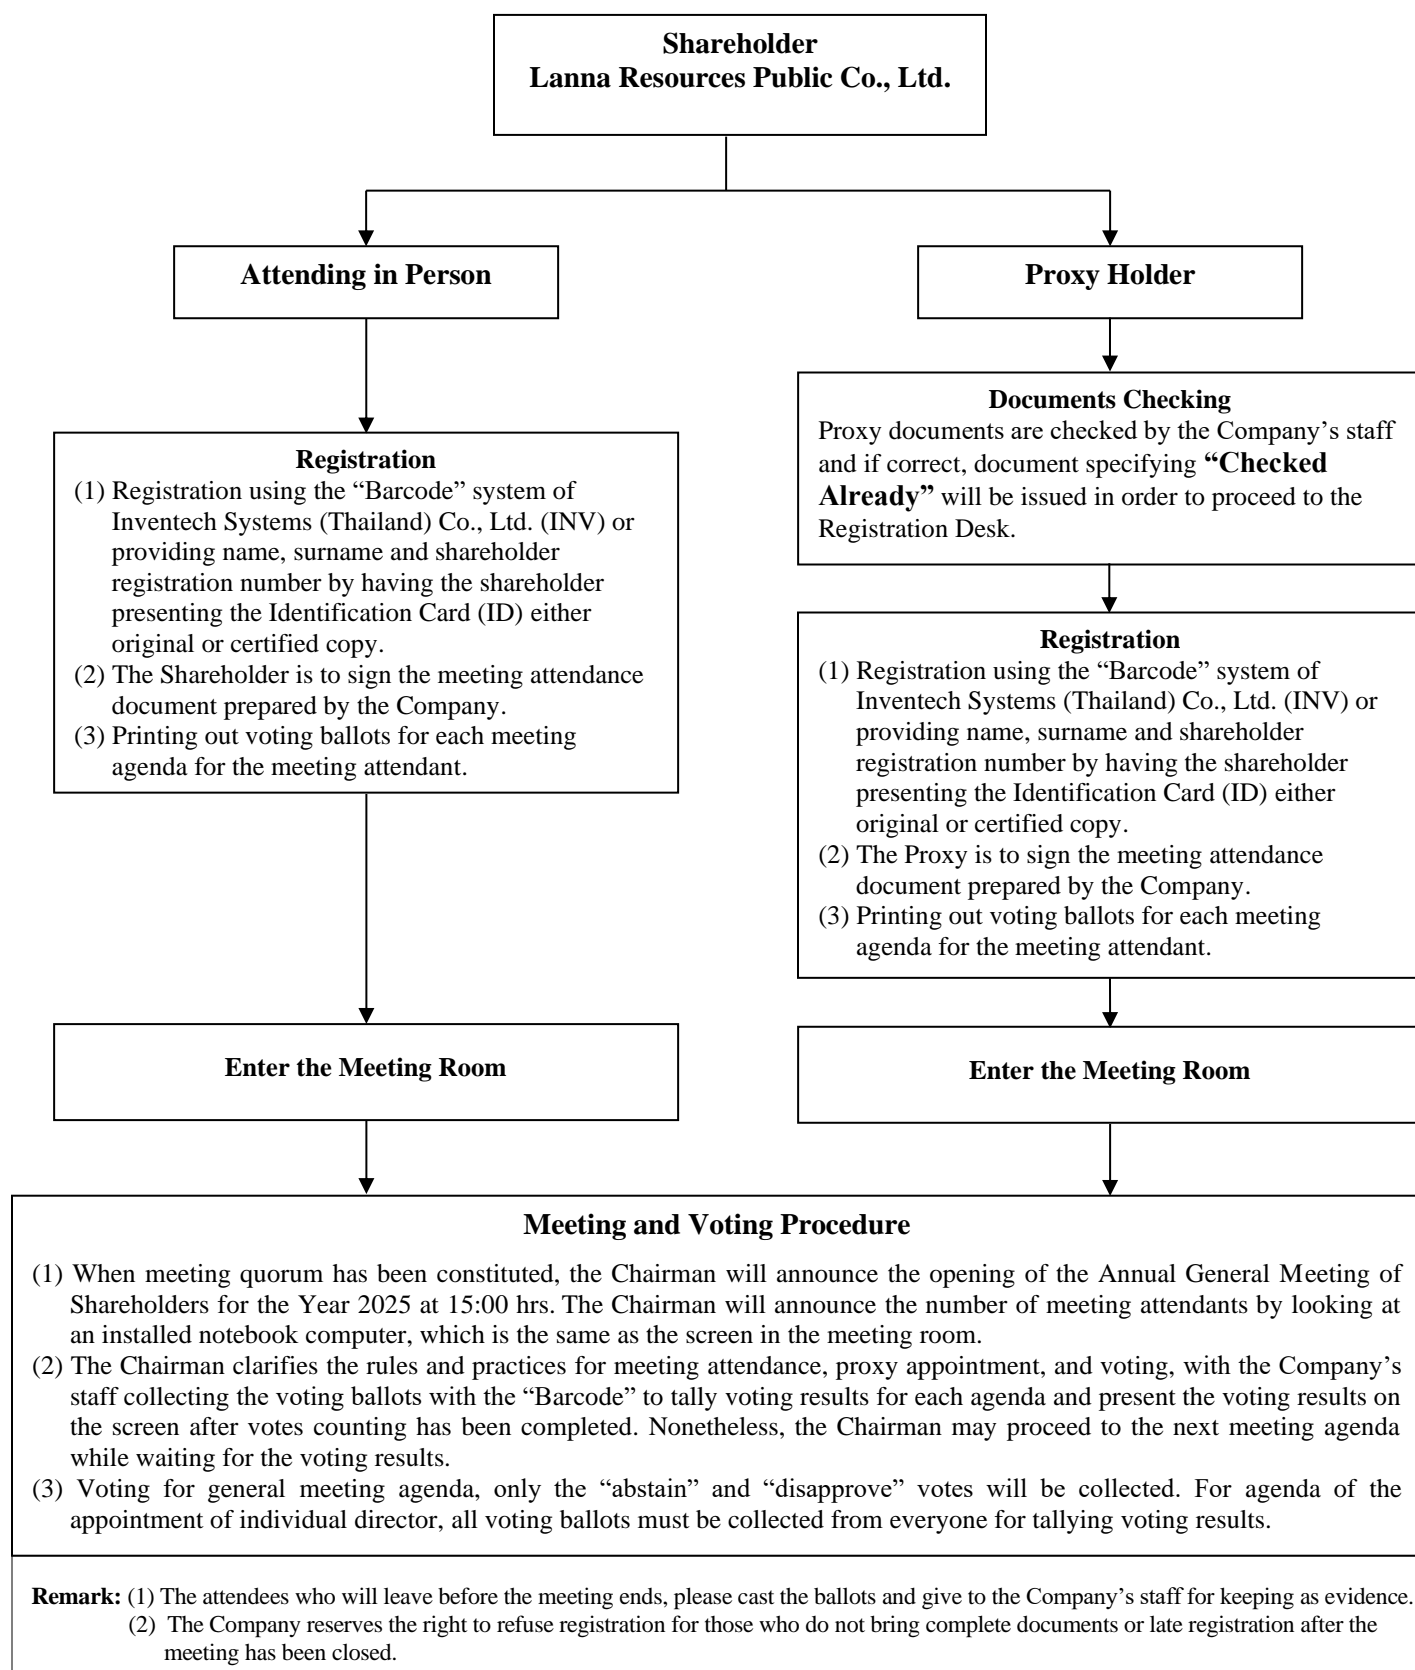 Shareholder
Lanna Resources Public Co., Ltd.
Attending in Person
Registration
(1) Registration using the “Barcode” system of
Inventech Systems (Thailand) Co., Ltd. (INV) or
providing name, surname and shareholder
registration number by having the shareholder
presenting the Identification Card (ID) either
original or certified copy.
(2) The Shareholder is to sign the meeting attendance
document prepared by the Company.
(3) Printing out voting ballots for each meeting
agenda for the meeting attendant.
Enter the Meeting Room
Proxy Holder
Documents Checking
Proxy documents are checked by the Company’s staff
and if correct, document specifying “Checked
Already” will be issued in order to proceed to the
Registration Desk.
Registration
(1) Registration using the “Barcode” system of
Inventech Systems (Thailand) Co., Ltd. (INV) or
providing name, surname and shareholder
registration number by having the shareholder
presenting the Identification Card (ID) either
original or certified copy.
(2) The Proxy is to sign the meeting attendance
document prepared by the Company.
(3) Printing out voting ballots for each meeting
agenda for the meeting attendant.
Enter the Meeting Room
Meeting and Voting Procedure
(1) When meeting quorum has been constituted, the Chairman will announce the opening of the Annual General Meeting of
Shareholders for the Year 2025 at 15:00 hrs. The Chairman will announce the number of meeting attendants by looking at
an installed notebook computer, which is the same as the screen in the meeting room.
(2) The Chairman clarifies the rules and practices for meeting attendance, proxy appointment, and voting, with the Company’s
staff collecting the voting ballots with the “Barcode” to tally voting results for each agenda and present the voting results on
the screen after votes counting has been completed. Nonetheless, the Chairman may proceed to the next meeting agenda
while waiting for the voting results.
(3) Voting for general meeting agenda, only the “abstain” and “disapprove” votes will be collected. For agenda of the
appointment of individual director, all voting ballots must be collected from everyone for tallying voting results.
Remark: (1) The attendees who will leave before the meeting ends, please cast the ballots and give to the Company’s staff for keeping as evidence.
(2) The Company reserves the right to refuse registration for those who do not bring complete documents or late registration after the
meeting has been closed.